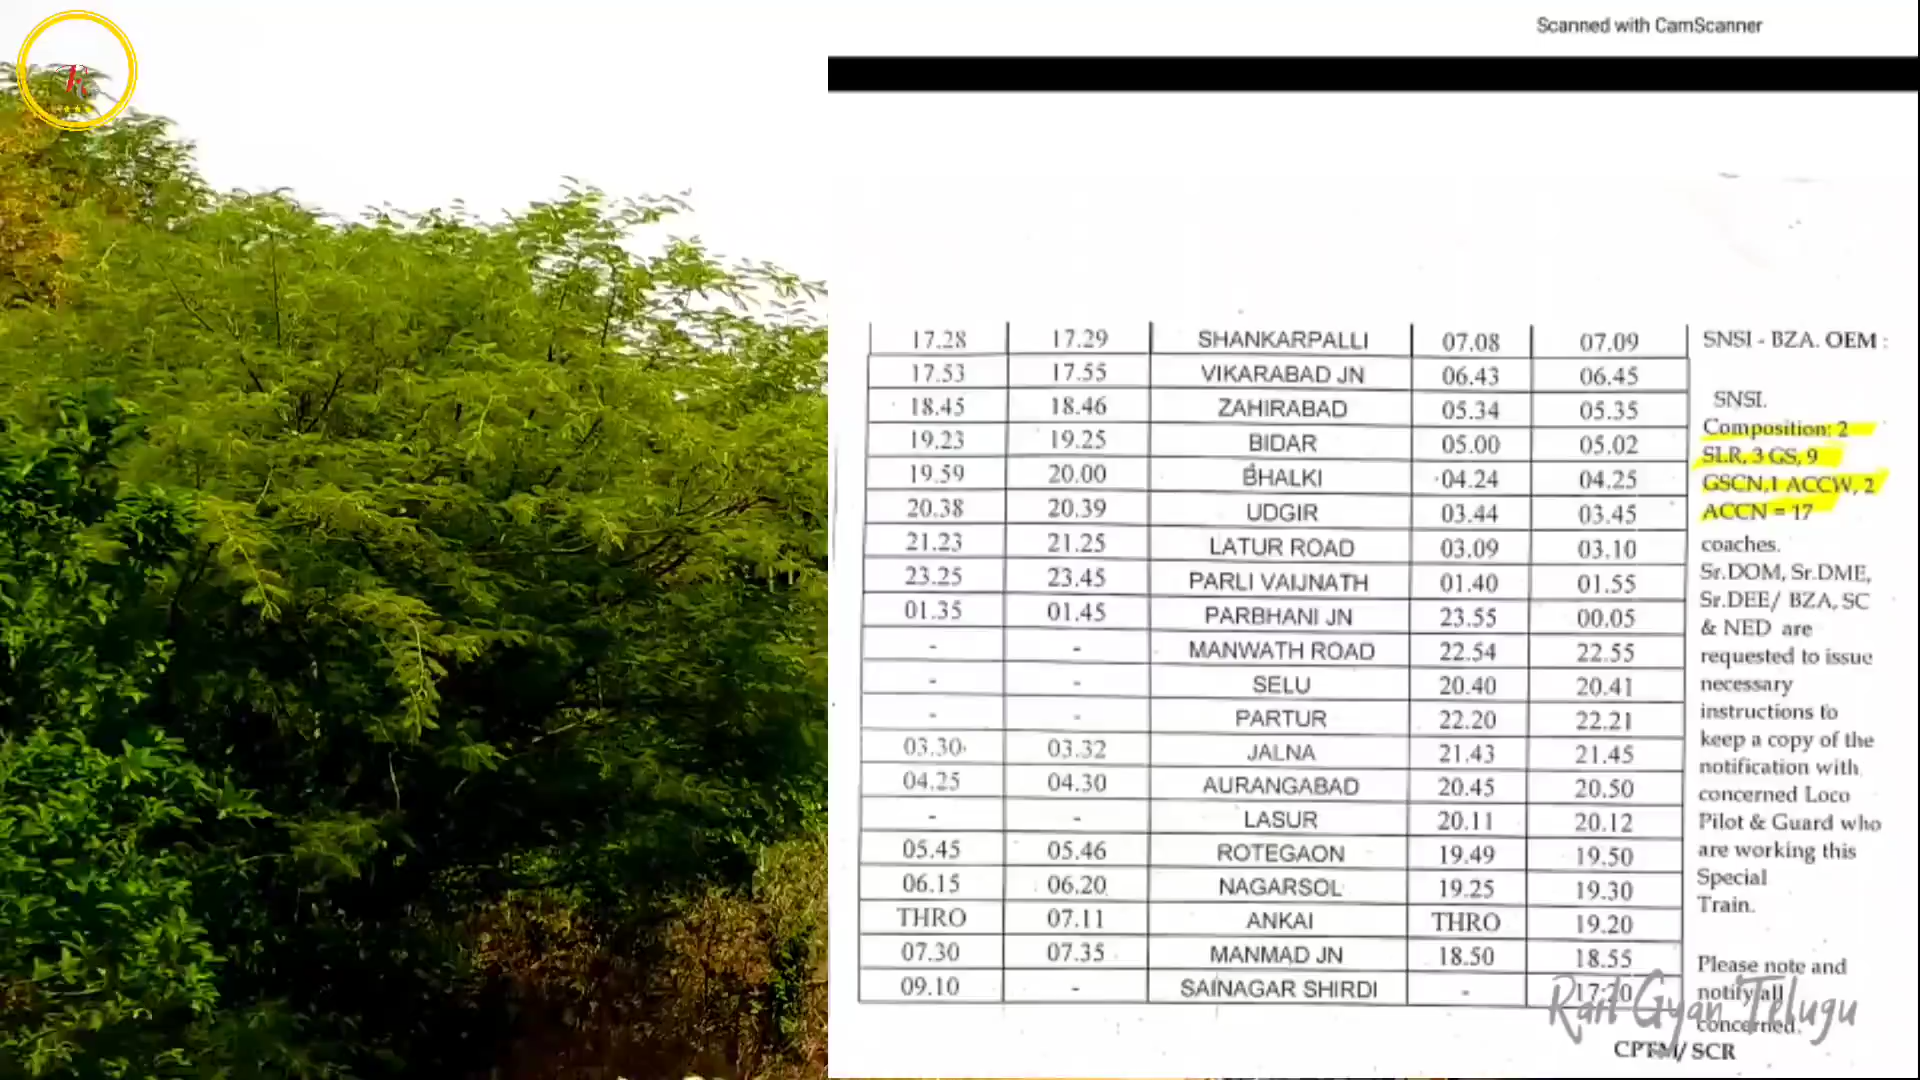 Scanned with CamScanner
17.28 17.29 SHANKARPALLI 07.08 07.09
17.53 17.55 VIKARABAD JN 06.43 06.45
18.45 18.46 ZAHIRABAD 05.34 05.35
19.23 19.25 BIDAR 05.00 05.02
19.59 20.00 BHALKI 04.24 04.25
20.38 20.39 UDGIR 03.44 03.45
21.23 21.25 LATUR ROAD 03.09 03.10
23.25 23.45 PARLI VAIJNATH 01.40 01.55
01.35 01.45 PARBHANI JN 23.55 00.05
- - MANWATH ROAD 22.54 22.55
- - SELU 20.40 20.41
- - PARTUR 22.20 22.21
03.30 03.32 JALNA 21.43 21.45
04.25 04.30 AURANGABAD 20.45 20.50
- - LASUR 20.11 20.12
05.45 05.46 ROTEGAON 19.49 19.50
06.15 06.20 NAGARSOL 19.25 19.30
THRO 07.11 ANKAI THRO 19.20
07.30 07.35 MANMAD JN 18.50 18.55
09.10 - SAINAGAR SHIRDI - 17.20
SNSI - BZA. OEM :
SNSI.
Composition: 2
SLR, 3 GS, 9
GSCN,1 ACCW, 2
ACCN = 17
coaches.
Sr.DOM, Sr.DME,
Sr.DEE/ BZA, SC
& NED are
requested to issue
necessary
instructions to
keep a copy of the
notification with
concerned Loco
Pilot & Guard who
are working this
Special
Train.
Please note and
notify all
concerned.
CPTM/ SCR
Rail Gyan Telugu